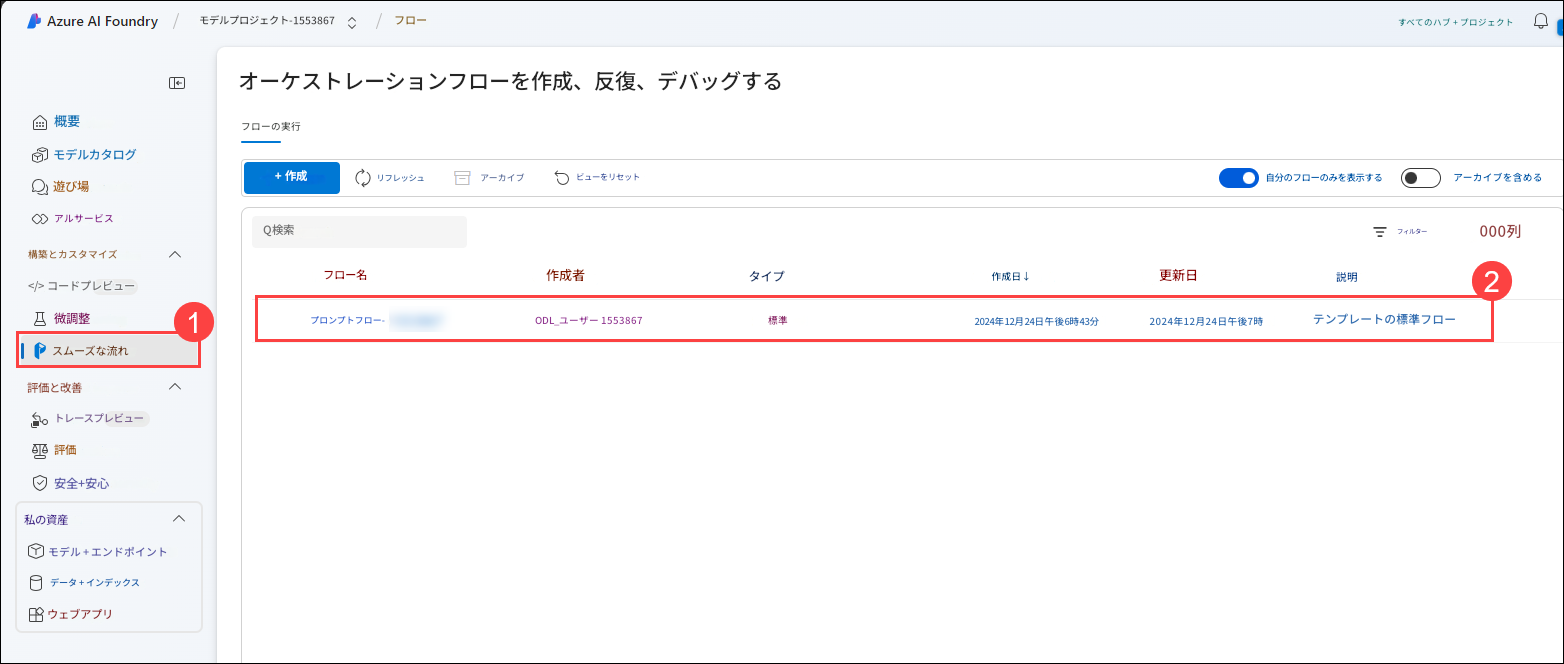 Azure AI Foundry / モデルプロジェクト-1553867 / フロー
すべてのハブ + プロジェクト
概要
モデルカタログ
遊び場
アルサービス
構築とカスタマイズ
</> コードプレビュー
微調整
1
スムーズな流れ
評価と改善
トレースプレビュー
評価
安全+安心
私の資産
モデル + エンドポイント
データ + インデックス
ウェブアプリ
オーケストレーションフローを作成、反復、デバッグする
フローの実行
+ 作成 リフレッシュ アーカイブ ビューをリセット 自分のフローのみを表示する アーカイブを含める
Q検索 フィルター 000列
フロー名 作成者 タイプ 作成日↓ 更新日 説明
2
プロンプトフロー- ODL_ユーザー 1553867 標準 2024年12月24日午後6時43分 2024年12月24日午後7時 テンプレートの標準フロー